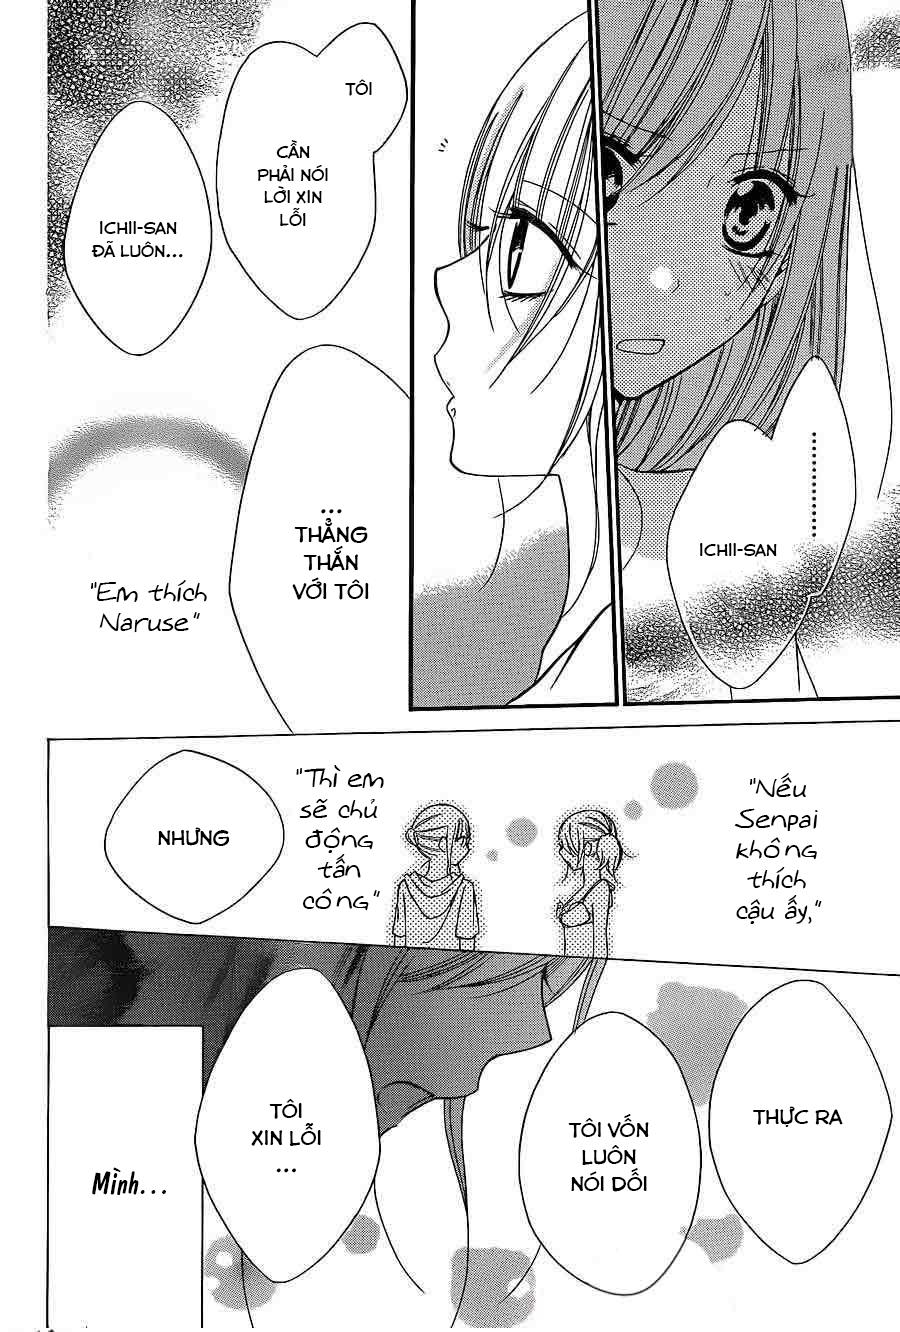 ICHII-SAN
TÔI
CẦN
PHẢI NÓI
LỜI XIN
LỖI
ICHII-SAN
ĐÃ LUÔN...
...
THẲNG
THẮN
VỚI TÔI
"Em thích
Naruse"
"Nếu
Senpai
không
thích
cậu ấy,"
"Thì em
sẽ chủ
động
tấn
công"
NHƯNG
THỰC RA
TÔI VỐN
LUÔN
NÓI DỐI
TÔI
XIN LỖI
...
Mình...